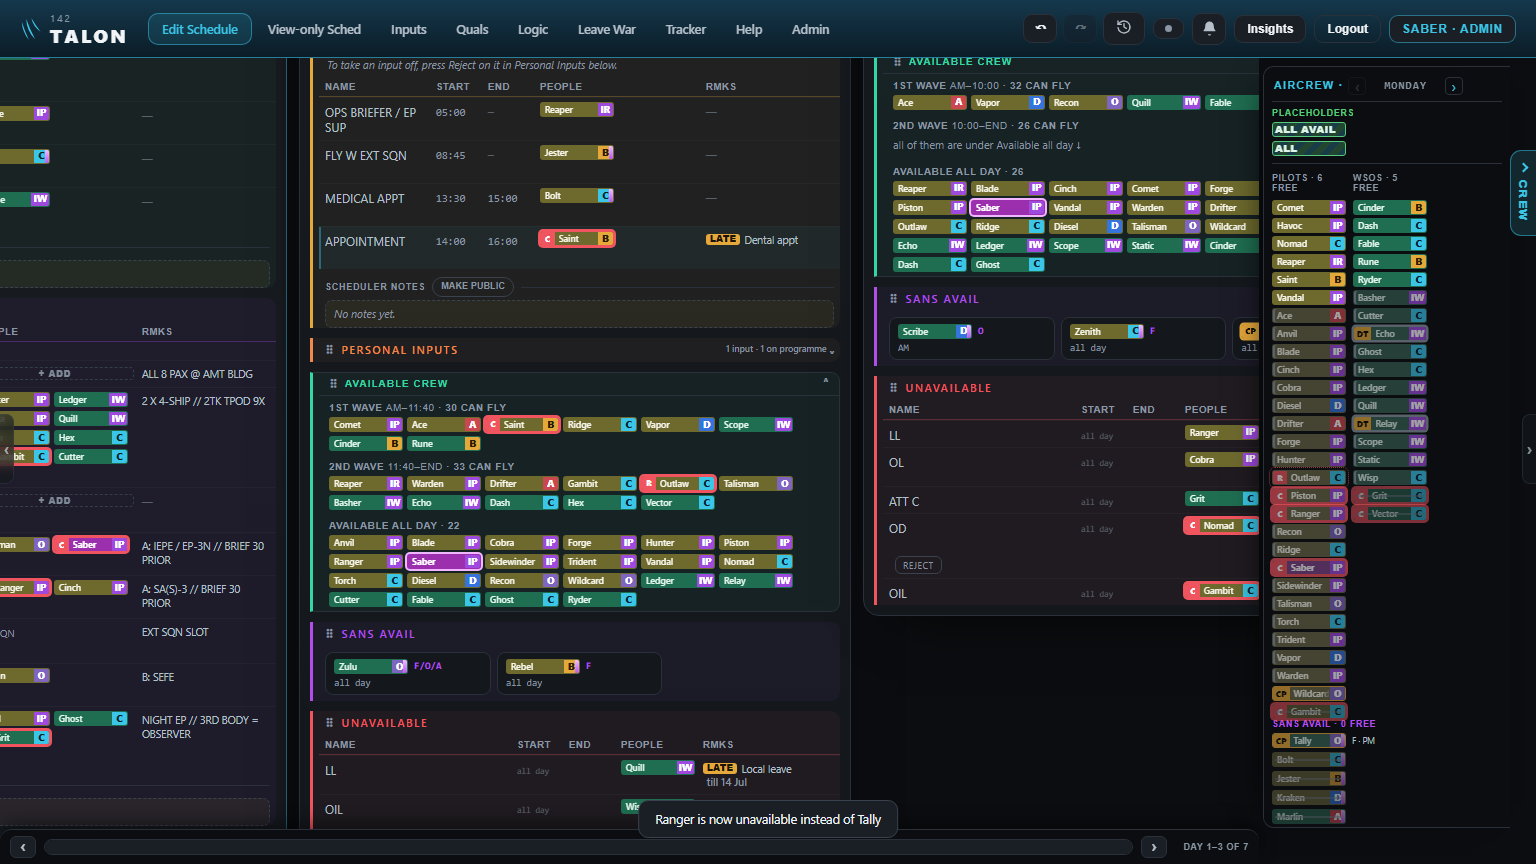 142
TALON
Edit Schedule
View-only Sched
Inputs
Quals
Logic
Leave War
Tracker
Help
Admin
Insights
Logout
SABER · ADMIN
IP
—
C
—
IW
—
RMKS
+ ADD
ALL 8 PAX @ AMT BLDG
Ledger IW
2 X 4-SHIP // 2TK TPOD 9X
IP
Quill IW
C
Hex C
C
Cutter C
+ ADD
—
O
C Saber IP
A: IEPE / EP-3N // BRIEF 30
PRIOR
IP
Cinch IP
A: SA(S)-3 // BRIEF 30
PRIOR
EXT SQN SLOT
O
B: SEFE
IP
Ghost C
NIGHT EP // 3RD BODY =
OBSERVER
C
To take an input off, press Reject on it in Personal Inputs below.
NAME START END PEOPLE RMKS
OPS BRIEFER / EP
SUP
05:00 – Reaper IR —
FLY W EXT SQN 08:45 – Jester B —
MEDICAL APPT 13:30 15:00 Bolt C —
APPOINTMENT 14:00 16:00 C Saint B LATE Dental appt
SCHEDULER NOTES MAKE PUBLIC
No notes yet.
PERSONAL INPUTS
1 input · 1 on programme
AVAILABLE CREW
1ST WAVE AM–11:40 · 30 CAN FLY
Comet IP Ace A C Saint B Ridge C Vapor D Scope IW
Cinder B Rune B
2ND WAVE 11:40–END · 33 CAN FLY
Reaper IR Warden IP Drifter A Gambit C R Outlaw C Talisman O
Basher IW Echo IW Dash C Hex C Vector C
AVAILABLE ALL DAY · 22
Anvil IP Blade IP Cobra IP Forge IP Hunter IP Piston IP
Ranger IP Saber IP Sidewinder IP Trident IP Vandal IP Nomad C
Torch C Diesel D Recon O Wildcard O Ledger IW Relay IW
Cutter C Fable C Ghost C Ryder C
SANS AVAIL
Zulu O F/O/A
all day
Rebel B F
all day
UNAVAILABLE
NAME START END PEOPLE RMKS
LL all day Quill IW LATE Local leave
till 14 Jul
OIL all day
AVAILABLE CREW
1ST WAVE AM–10:00 · 32 CAN FLY
Ace A Vapor D Recon O Quill IW Fable
2ND WAVE 10:00–END · 26 CAN FLY
all of them are under Available all day ↓
AVAILABLE ALL DAY · 26
Reaper IR Blade IP Cinch IP Comet IP Forge
Piston IP Saber IP Vandal IP Warden IP Drifter
Outlaw C Ridge C Diesel D Talisman O Wildcard
Echo IW Ledger IW Scope IW Static IW Cinder
Dash C Ghost C
SANS AVAIL
Scribe D O
AM
Zenith C F
all day
CP
all
UNAVAILABLE
NAME START END PEOPLE
LL all day Ranger IP
OL all day Cobra IP
ATT C all day Grit C
OD all day C Nomad C
REJECT
OIL all day C Gambit C
AIRCREW ·
MONDAY
PLACEHOLDERS
ALL AVAIL
ALL
PILOTS · 6
FREE
WSOS · 5
FREE
Comet IP Cinder B
Havoc IP Dash C
Nomad C Fable C
Reaper IR Rune B
Saint B Ryder C
Vandal IP Basher IW
Ace A Cutter C
Anvil IP DT Echo IW
Blade IP Ghost C
Cinch IP Hex C
Cobra IP Ledger IW
Diesel D Quill IW
Drifter A DT Relay IW
Forge IP Scope IW
Hunter IP Static IW
R Outlaw C Wisp C
C Piston IP C Grit C
C Ranger IP C Vector C
Recon O
Ridge C
C Saber IP
Sidewinder IP
Talisman O
Torch C
Trident IP
Vapor D
Warden IP
CP Wildcard O
C Gambit C
SANS AVAIL · 0 FREE
CP Tally O F · PM
Bolt C
Jester B
Kraken D
Marlin A
CREW
Ranger is now unavailable instead of Tally
DAY 1–3 OF 7